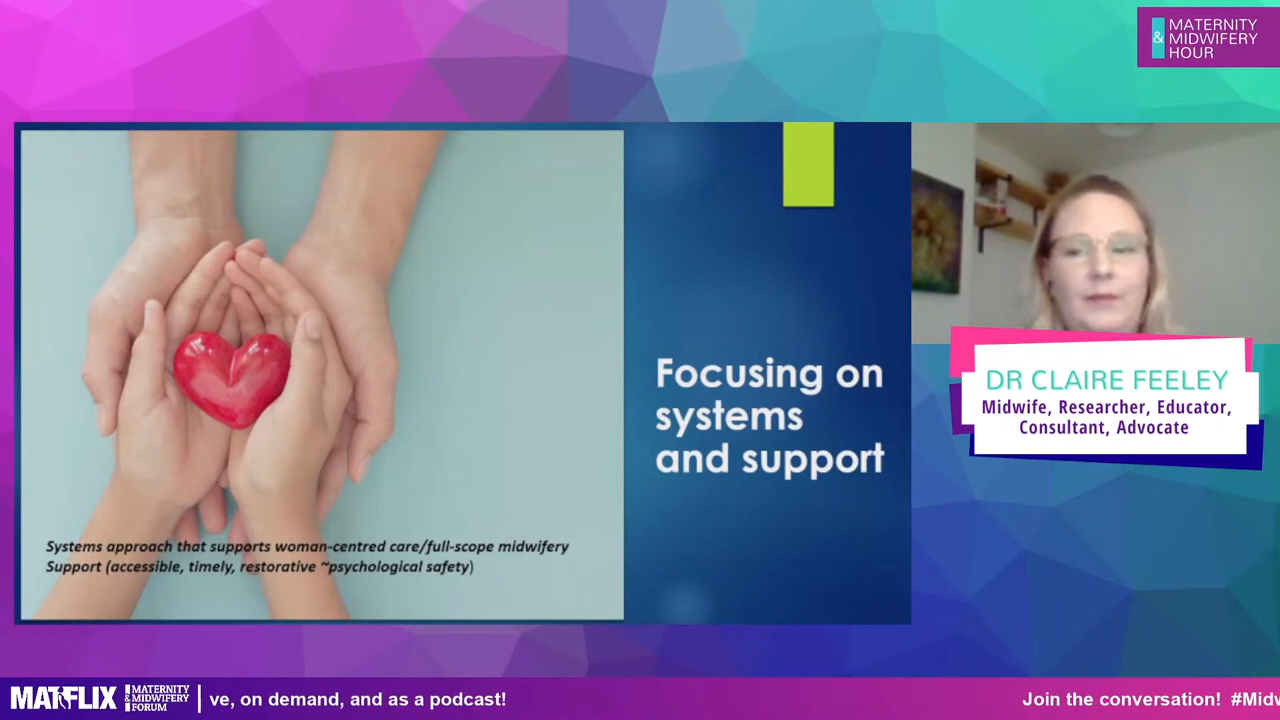 &
MATERNITY
MIDWIFERY
HOUR
Focusing on
systems
and support
Systems approach that supports woman-centred care/full-scope midwifery
Support (accessible, timely, restorative ~psychological safety)
DR CLAIRE FEELEY
Midwife, Researcher, Educator,
Consultant, Advocate
MATFLIX
MATERNITY
& MIDWIFERY
FORUM
ve, on demand, and as a podcast!
Join the conversation! #Midw